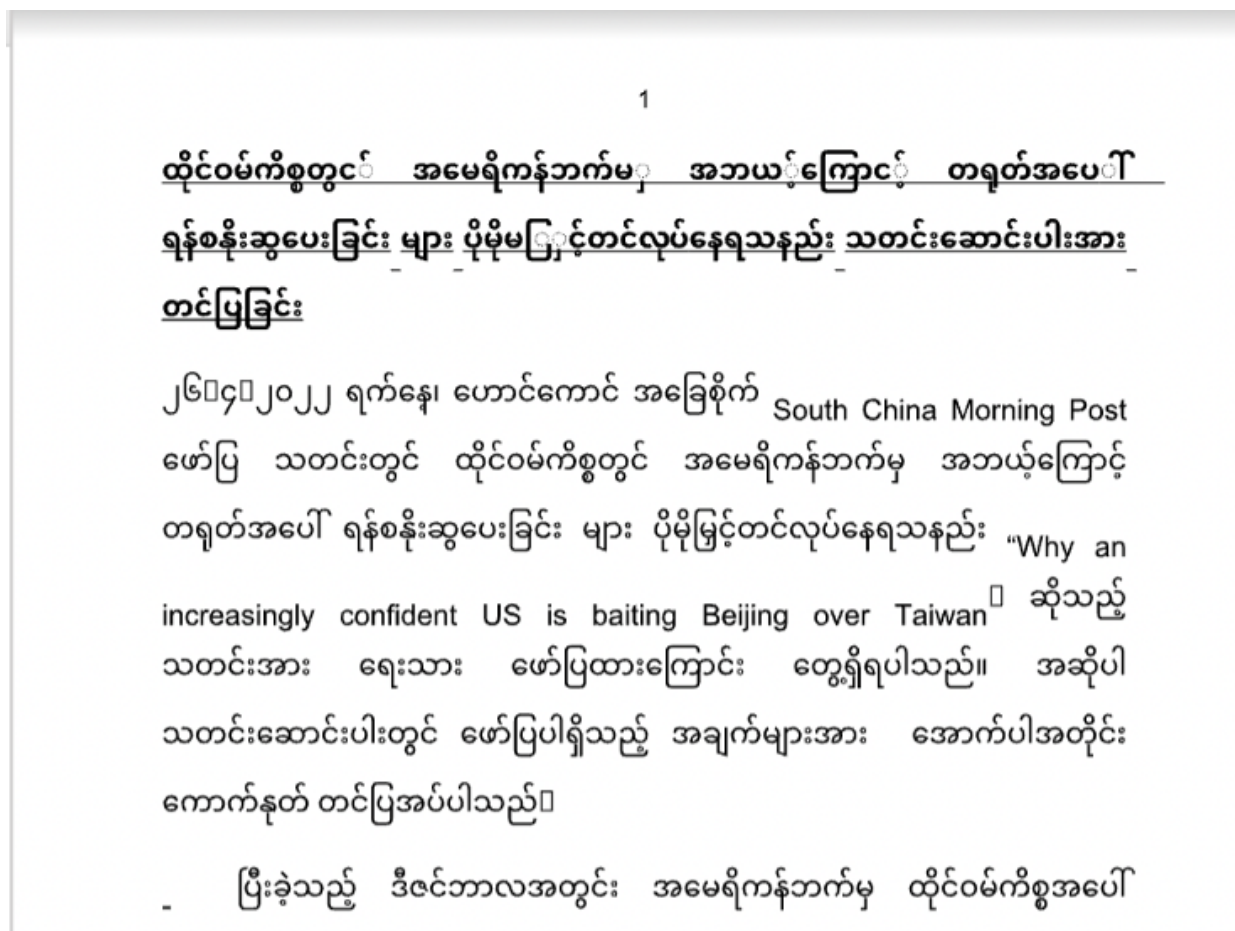 1
ထိုင်ဝမ်ကိစ္စတွင် အမေရိကန်ဘက်မှ အဘယ့်ကြောင့် တရုတ်အပေါ်
ရန်စနိုးဆွပေးခြင်း များ ပိုမိုမြှင့်တင်လုပ်နေရသနည်း သတင်းဆောင်းပါးအား
တင်ပြခြင်း
၂၆၊၄၊၂၀၂၂ ရက်နေ့၊ ဟောင်ကောင် အခြေစိုက် South China Morning Post
ဖော်ပြ သတင်းတွင် ထိုင်ဝမ်ကိစ္စတွင် အမေရိကန်ဘက်မှ အဘယ့်ကြောင့်
တရုတ်အပေါ် ရန်စနိုးဆွပေးခြင်း များ ပိုမိုမြှင့်တင်လုပ်နေရသနည်း “Why an
increasingly confident US is baiting Beijing over Taiwan ဆိုသည့်
သတင်းအား ရေးသား ဖော်ပြထားကြောင်း တွေ့ရှိရပါသည်။ အဆိုပါ
သတင်းဆောင်းပါးတွင် ဖော်ပြပါရှိသည့် အချက်များအား အောက်ပါအတိုင်း
ကောက်နုတ် တင်ပြအပ်ပါသည်
- ပြီးခဲ့သည့် ဒီဇင်ဘာလအတွင်း အမေရိကန်ဘက်မှ ထိုင်ဝမ်ကိစ္စအပေါ်